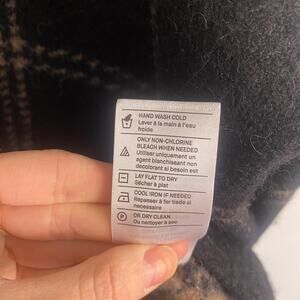 HAND WASH COLD
Laver à la main à l'eau
froide
ONLY NON-CHLORINE
BLEACH WHEN NEEDED
Utiliser uniquement un
agent blanchissant non
décolorant si besoin est
LAY FLAT TO DRY
Sécher à plat
COOL IRON IF NEEDED
Repasser à fer tiède si
nécessaire
P
OR DRY CLEAN
Ou nettoyer à sec